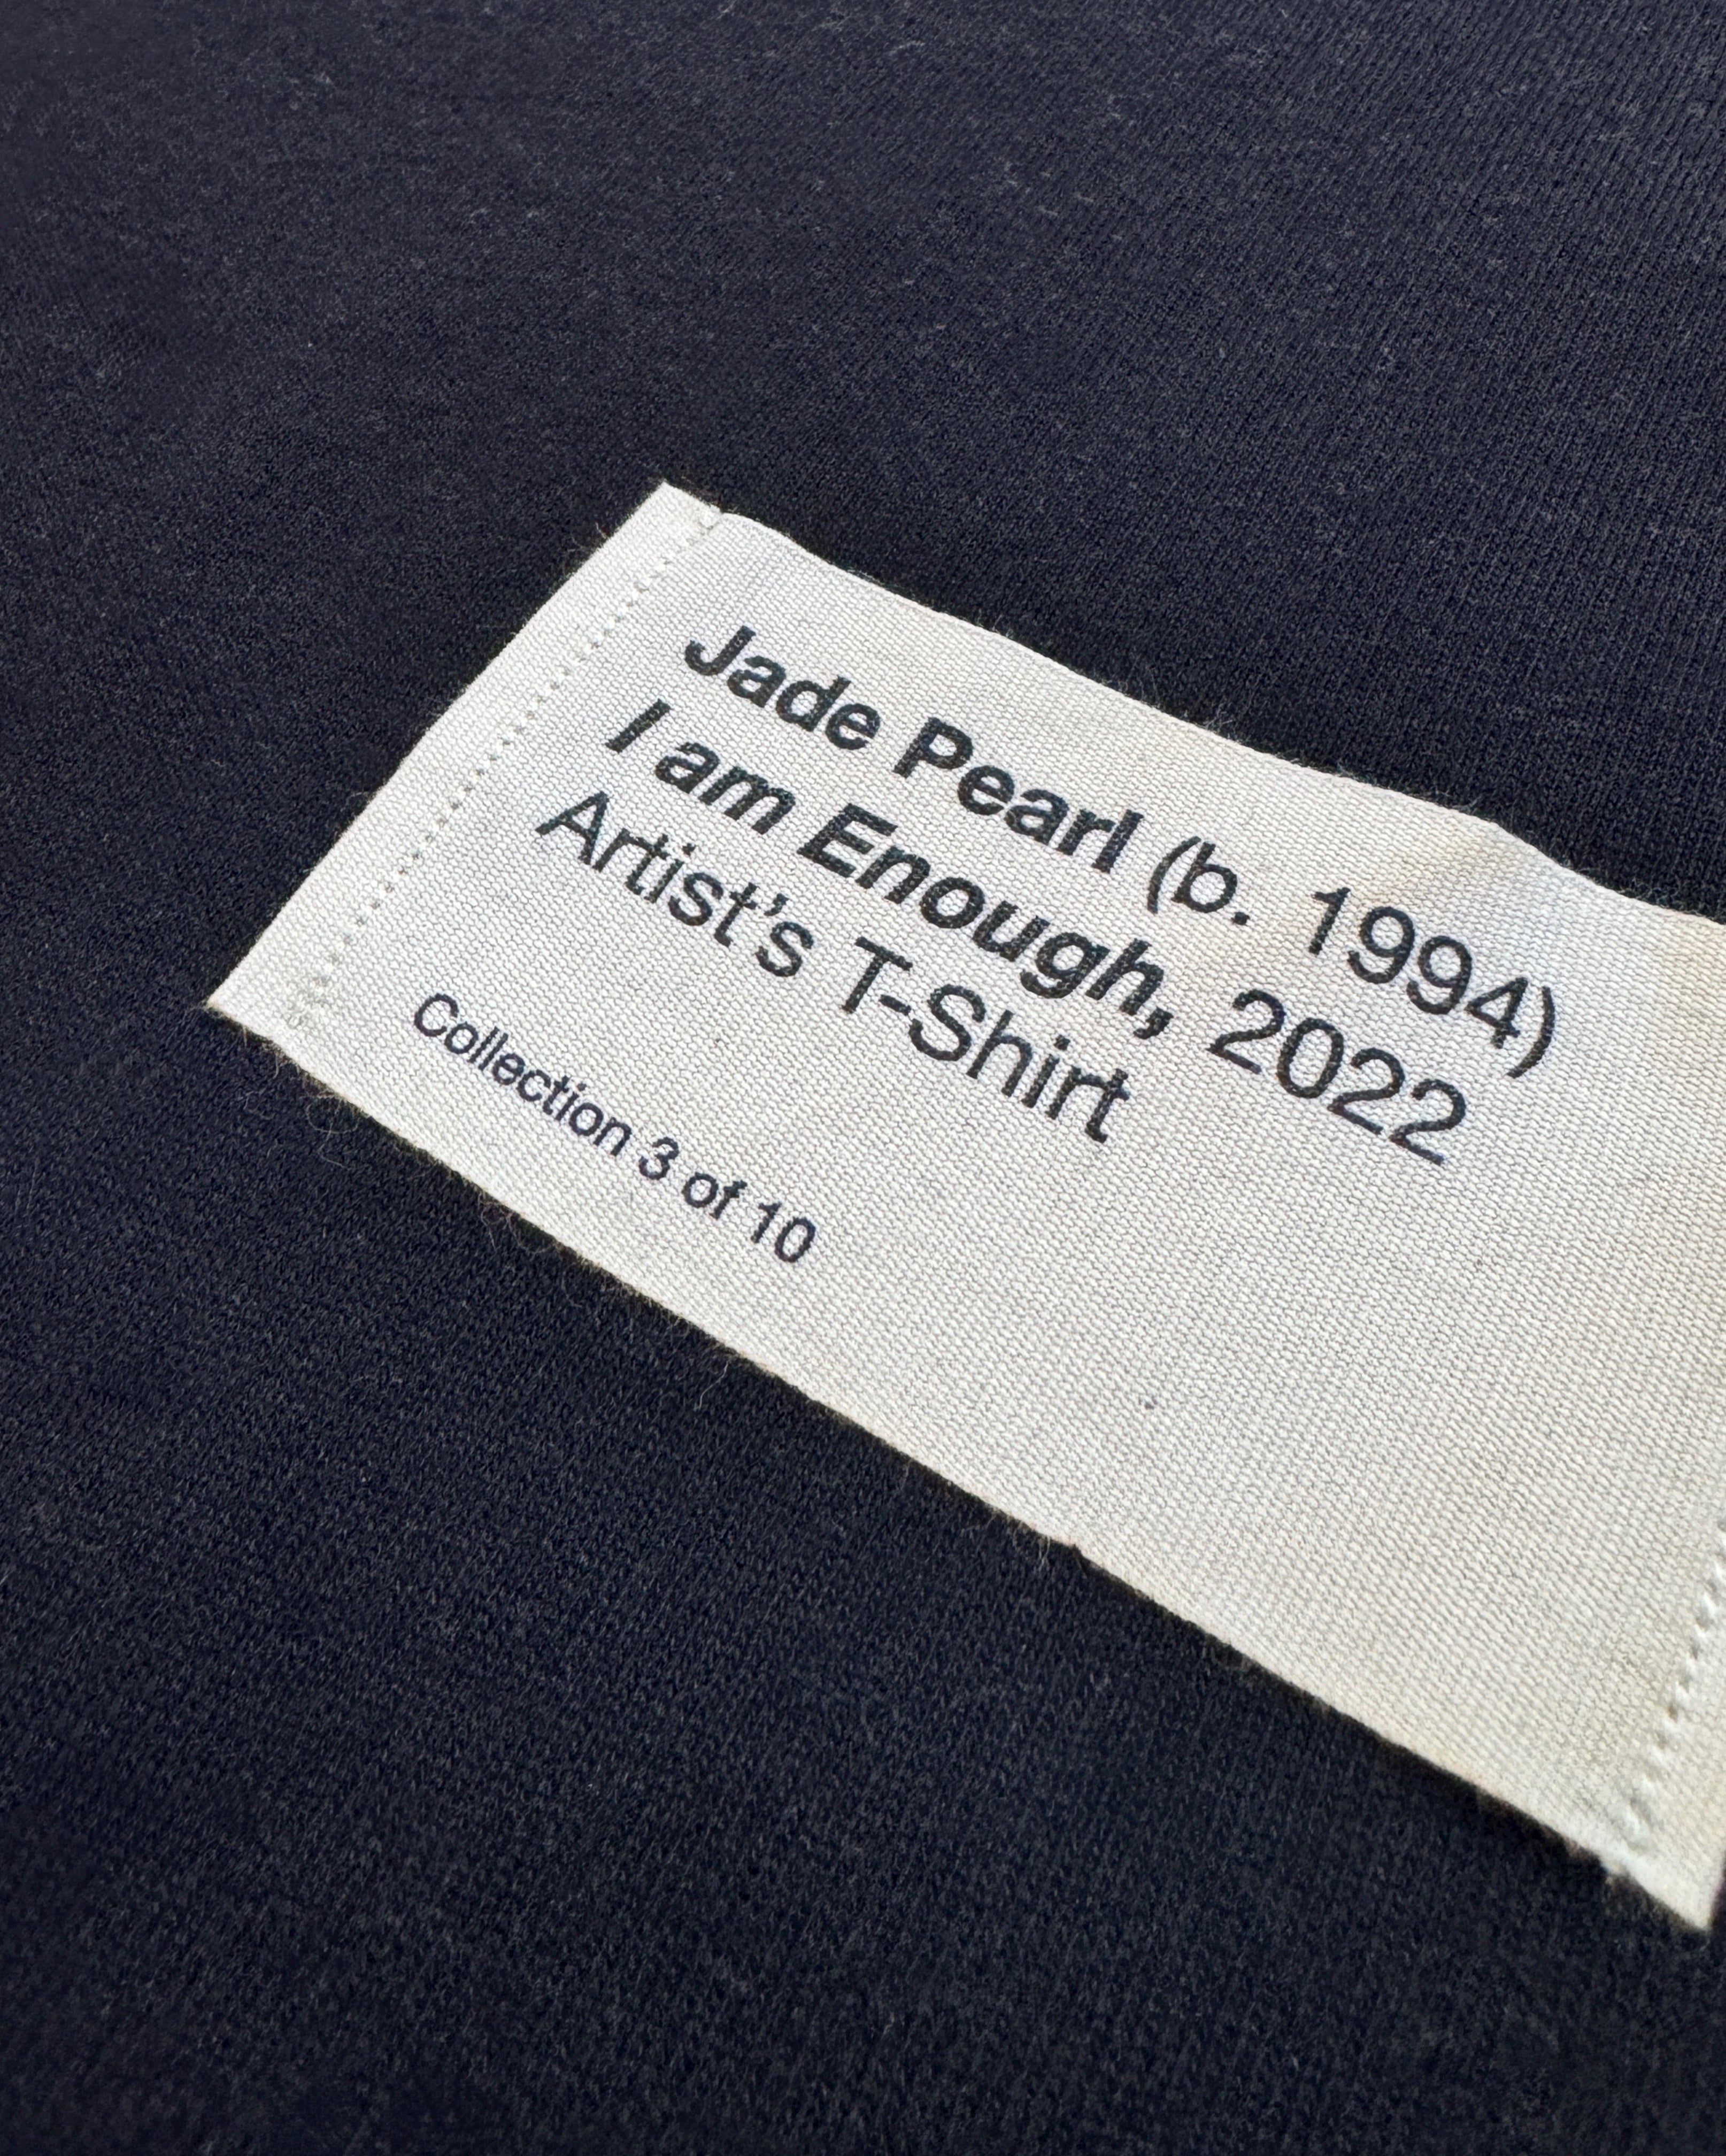 Jade Pearl (b. 1994)
I am Enough, 2022
Artist’s T-Shirt
Collection 3 of 10